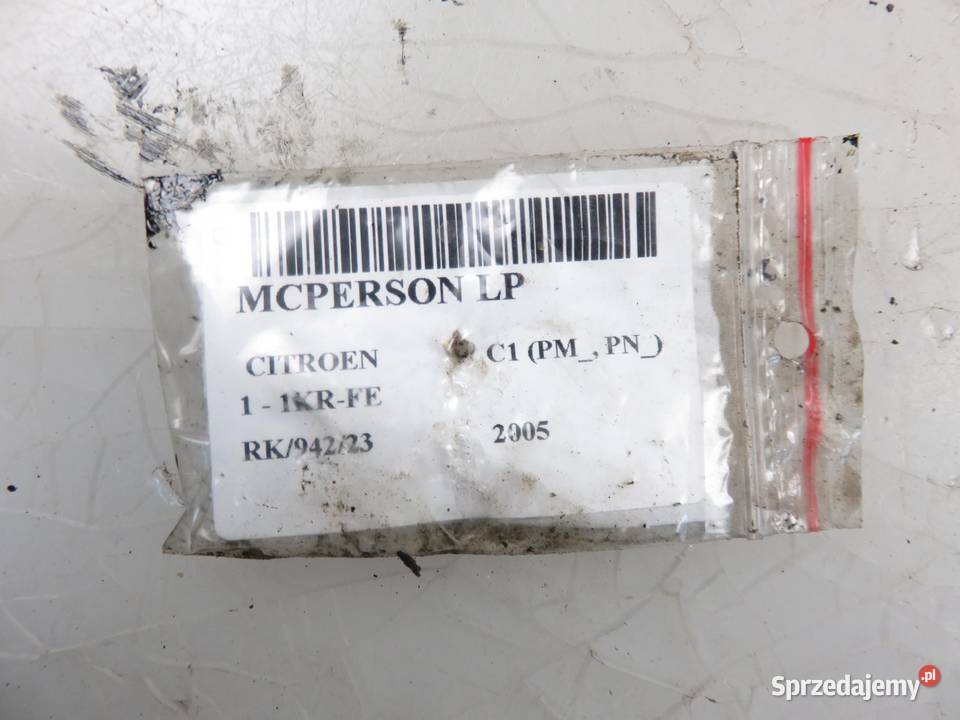 MCPERSON LP
CITROEN C1 (PM_, PN_)
1 - 1KR-FE
RK/942/23 2005
Sprzedajemy.pl